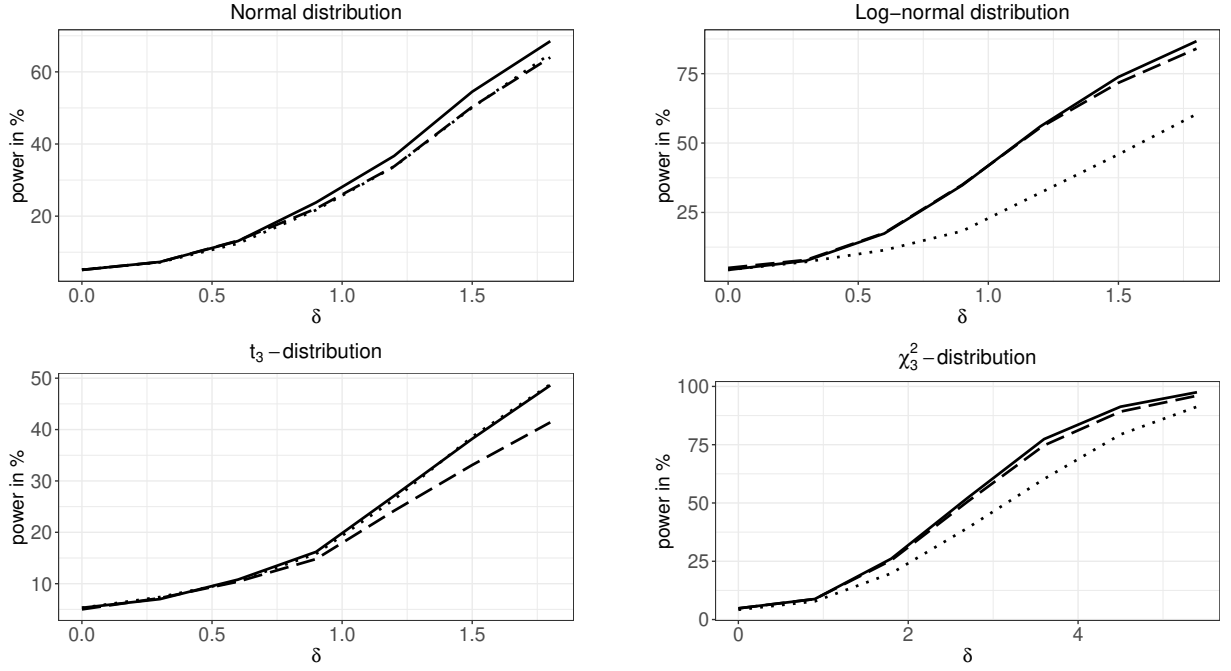 Normal distribution
power in %
60
40
20
0.0 0.5 1.0 1.5
δ
Log−normal distribution
power in %
75
50
25
0.0 0.5 1.0 1.5
δ
t₃ − distribution
power in %
50
40
30
20
10
0.0 0.5 1.0 1.5
δ
χ²₃ − distribution
power in %
100
75
50
25
0
0 2 4
δ